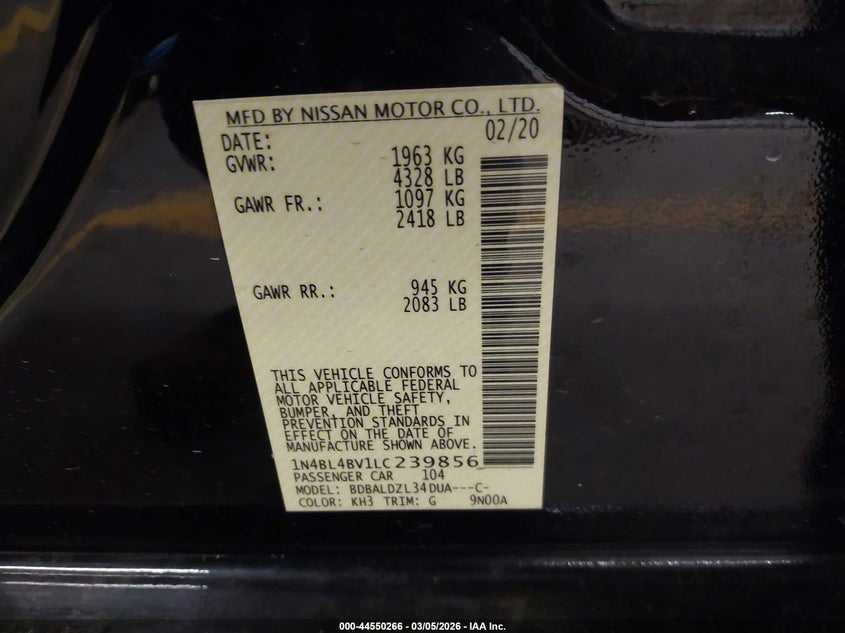 MFD BY NISSAN MOTOR CO., LTD.
DATE: 02/20
GVWR: 1963 KG
4328 LB
GAWR FR.: 1097 KG
2418 LB
GAWR RR.: 945 KG
2083 LB
THIS VEHICLE CONFORMS TO
ALL APPLICABLE FEDERAL
MOTOR VEHICLE SAFETY,
BUMPER, AND THEFT
PREVENTION STANDARDS IN
EFFECT ON THE DATE OF
MANUFACTURE SHOWN ABOVE.
1N4BL4BV1LC239856
PASSENGER CAR 104
MODEL: BDBALDZL34DUA---C-
COLOR: KH3 TRIM: G 9N00A
000-44550266 - 03/05/2026 - IAA Inc.